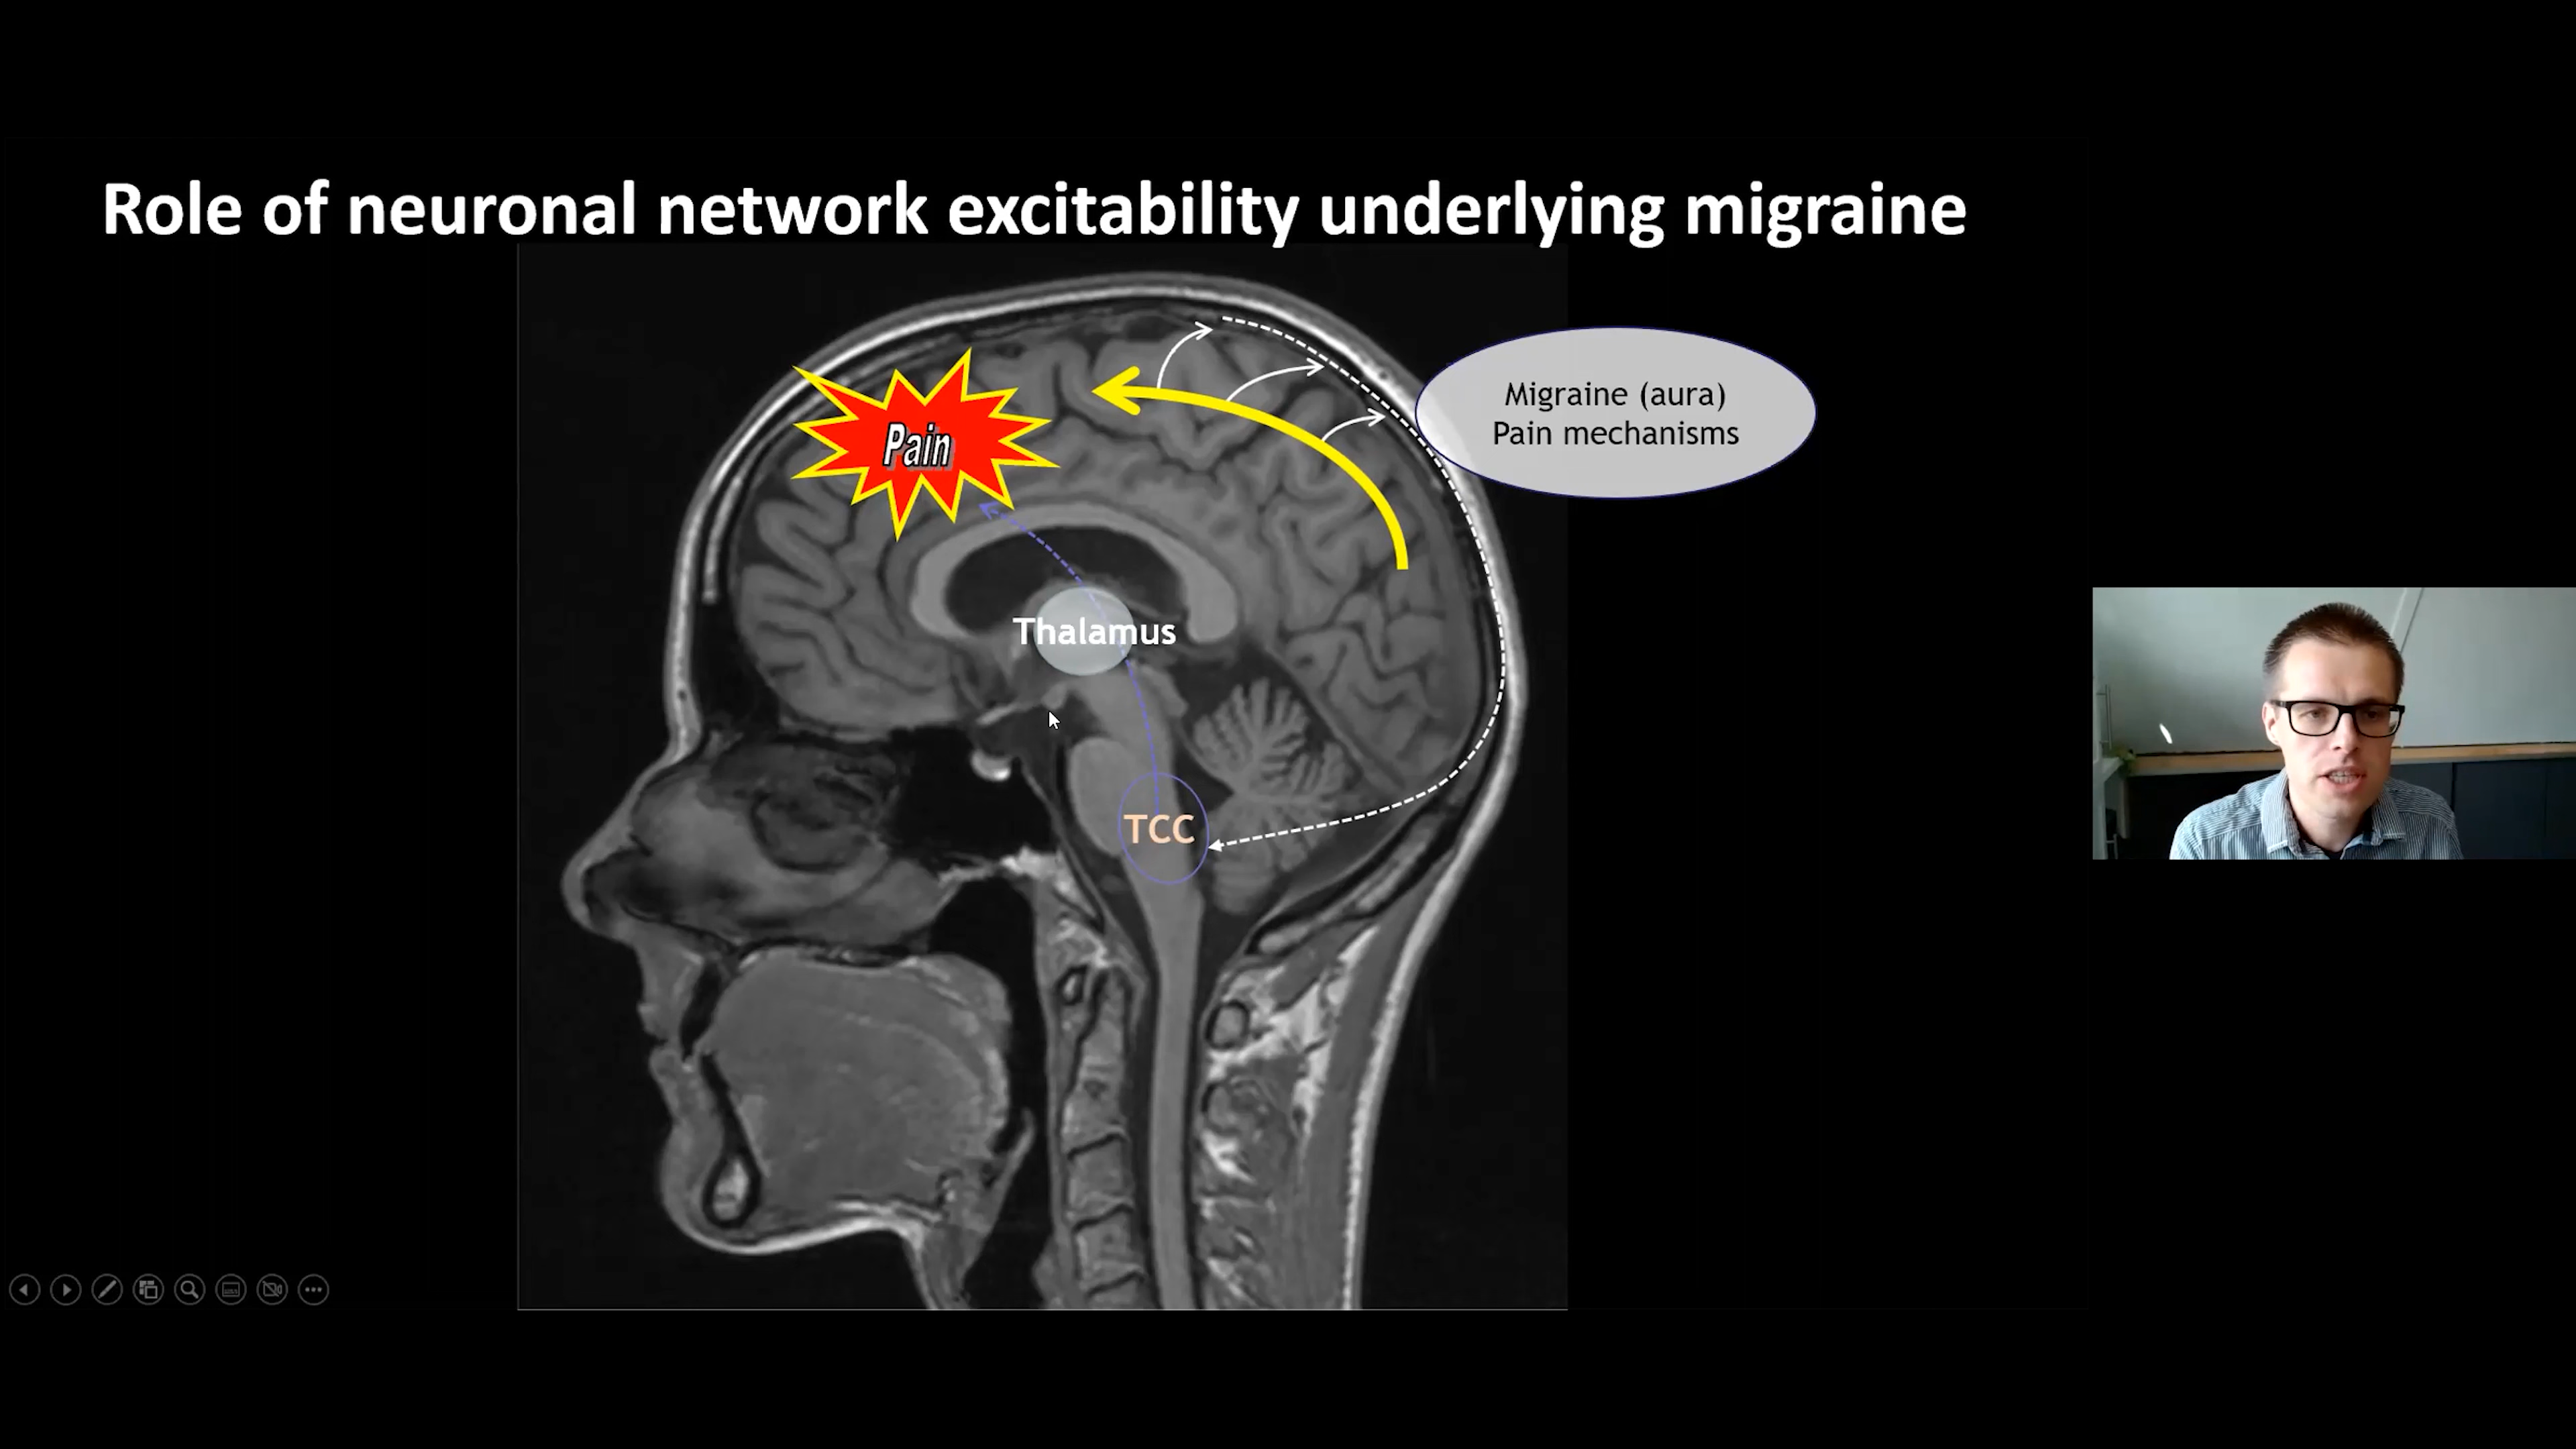 Role of neuronal network excitability underlying migraine
Migraine (aura)
Pain mechanisms
Pain
Thalamus
TCC